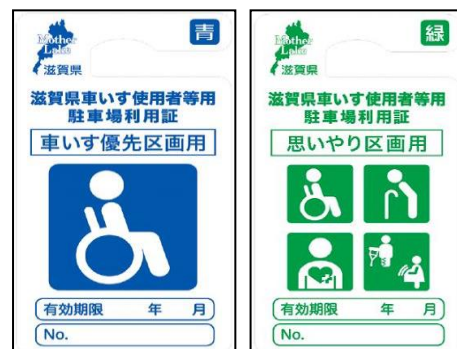 Mother
Lake
滋賀県
青
滋賀県車いす使用者等用
駐車場利用証
車いす優先区画用
有効期限 年 月
No.
Mother
Lake
滋賀県
緑
滋賀県車いす使用者等用
駐車場利用証
思いやり区画用
有効期限 年 月
No.